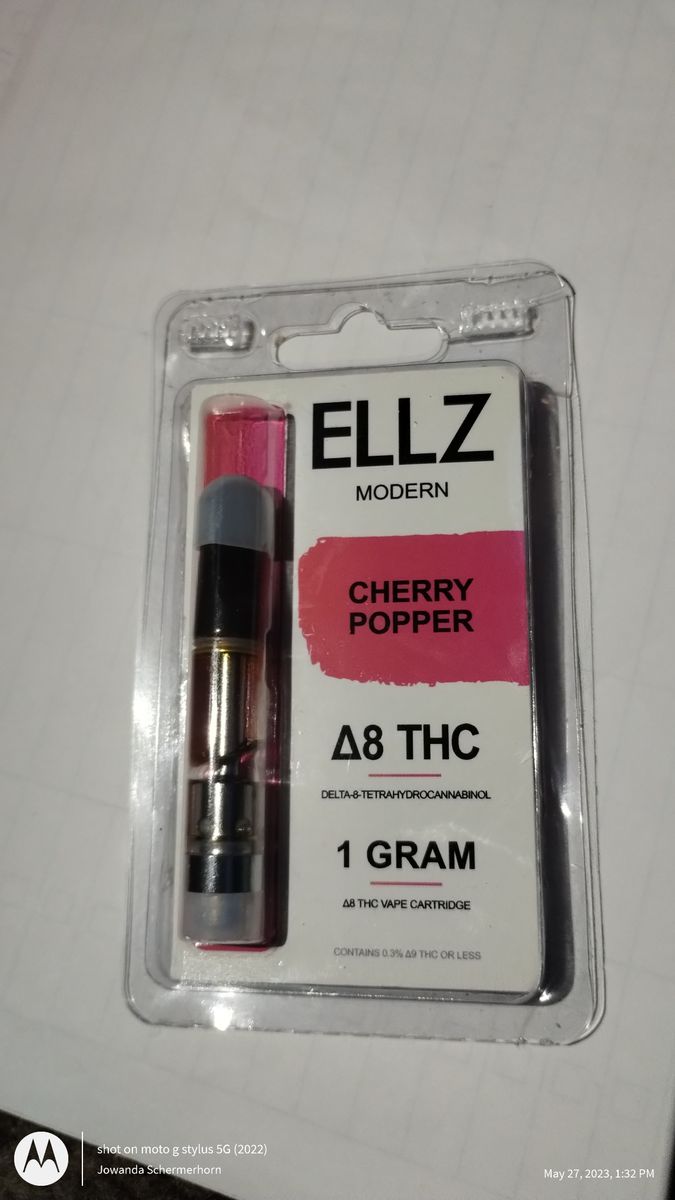 ELLZ
MODERN
CHERRY
POPPER
Δ8 THC
DELTA-8-TETRAHYDROCANNABINOL
1 GRAM
Δ8 THC VAPE CARTRIDGE
CONTAINS 0.3% Δ9 THC OR LESS
shot on moto g stylus 5G (2022)
Jowanda Schermerhorn
May 27, 2023, 1:32 PM